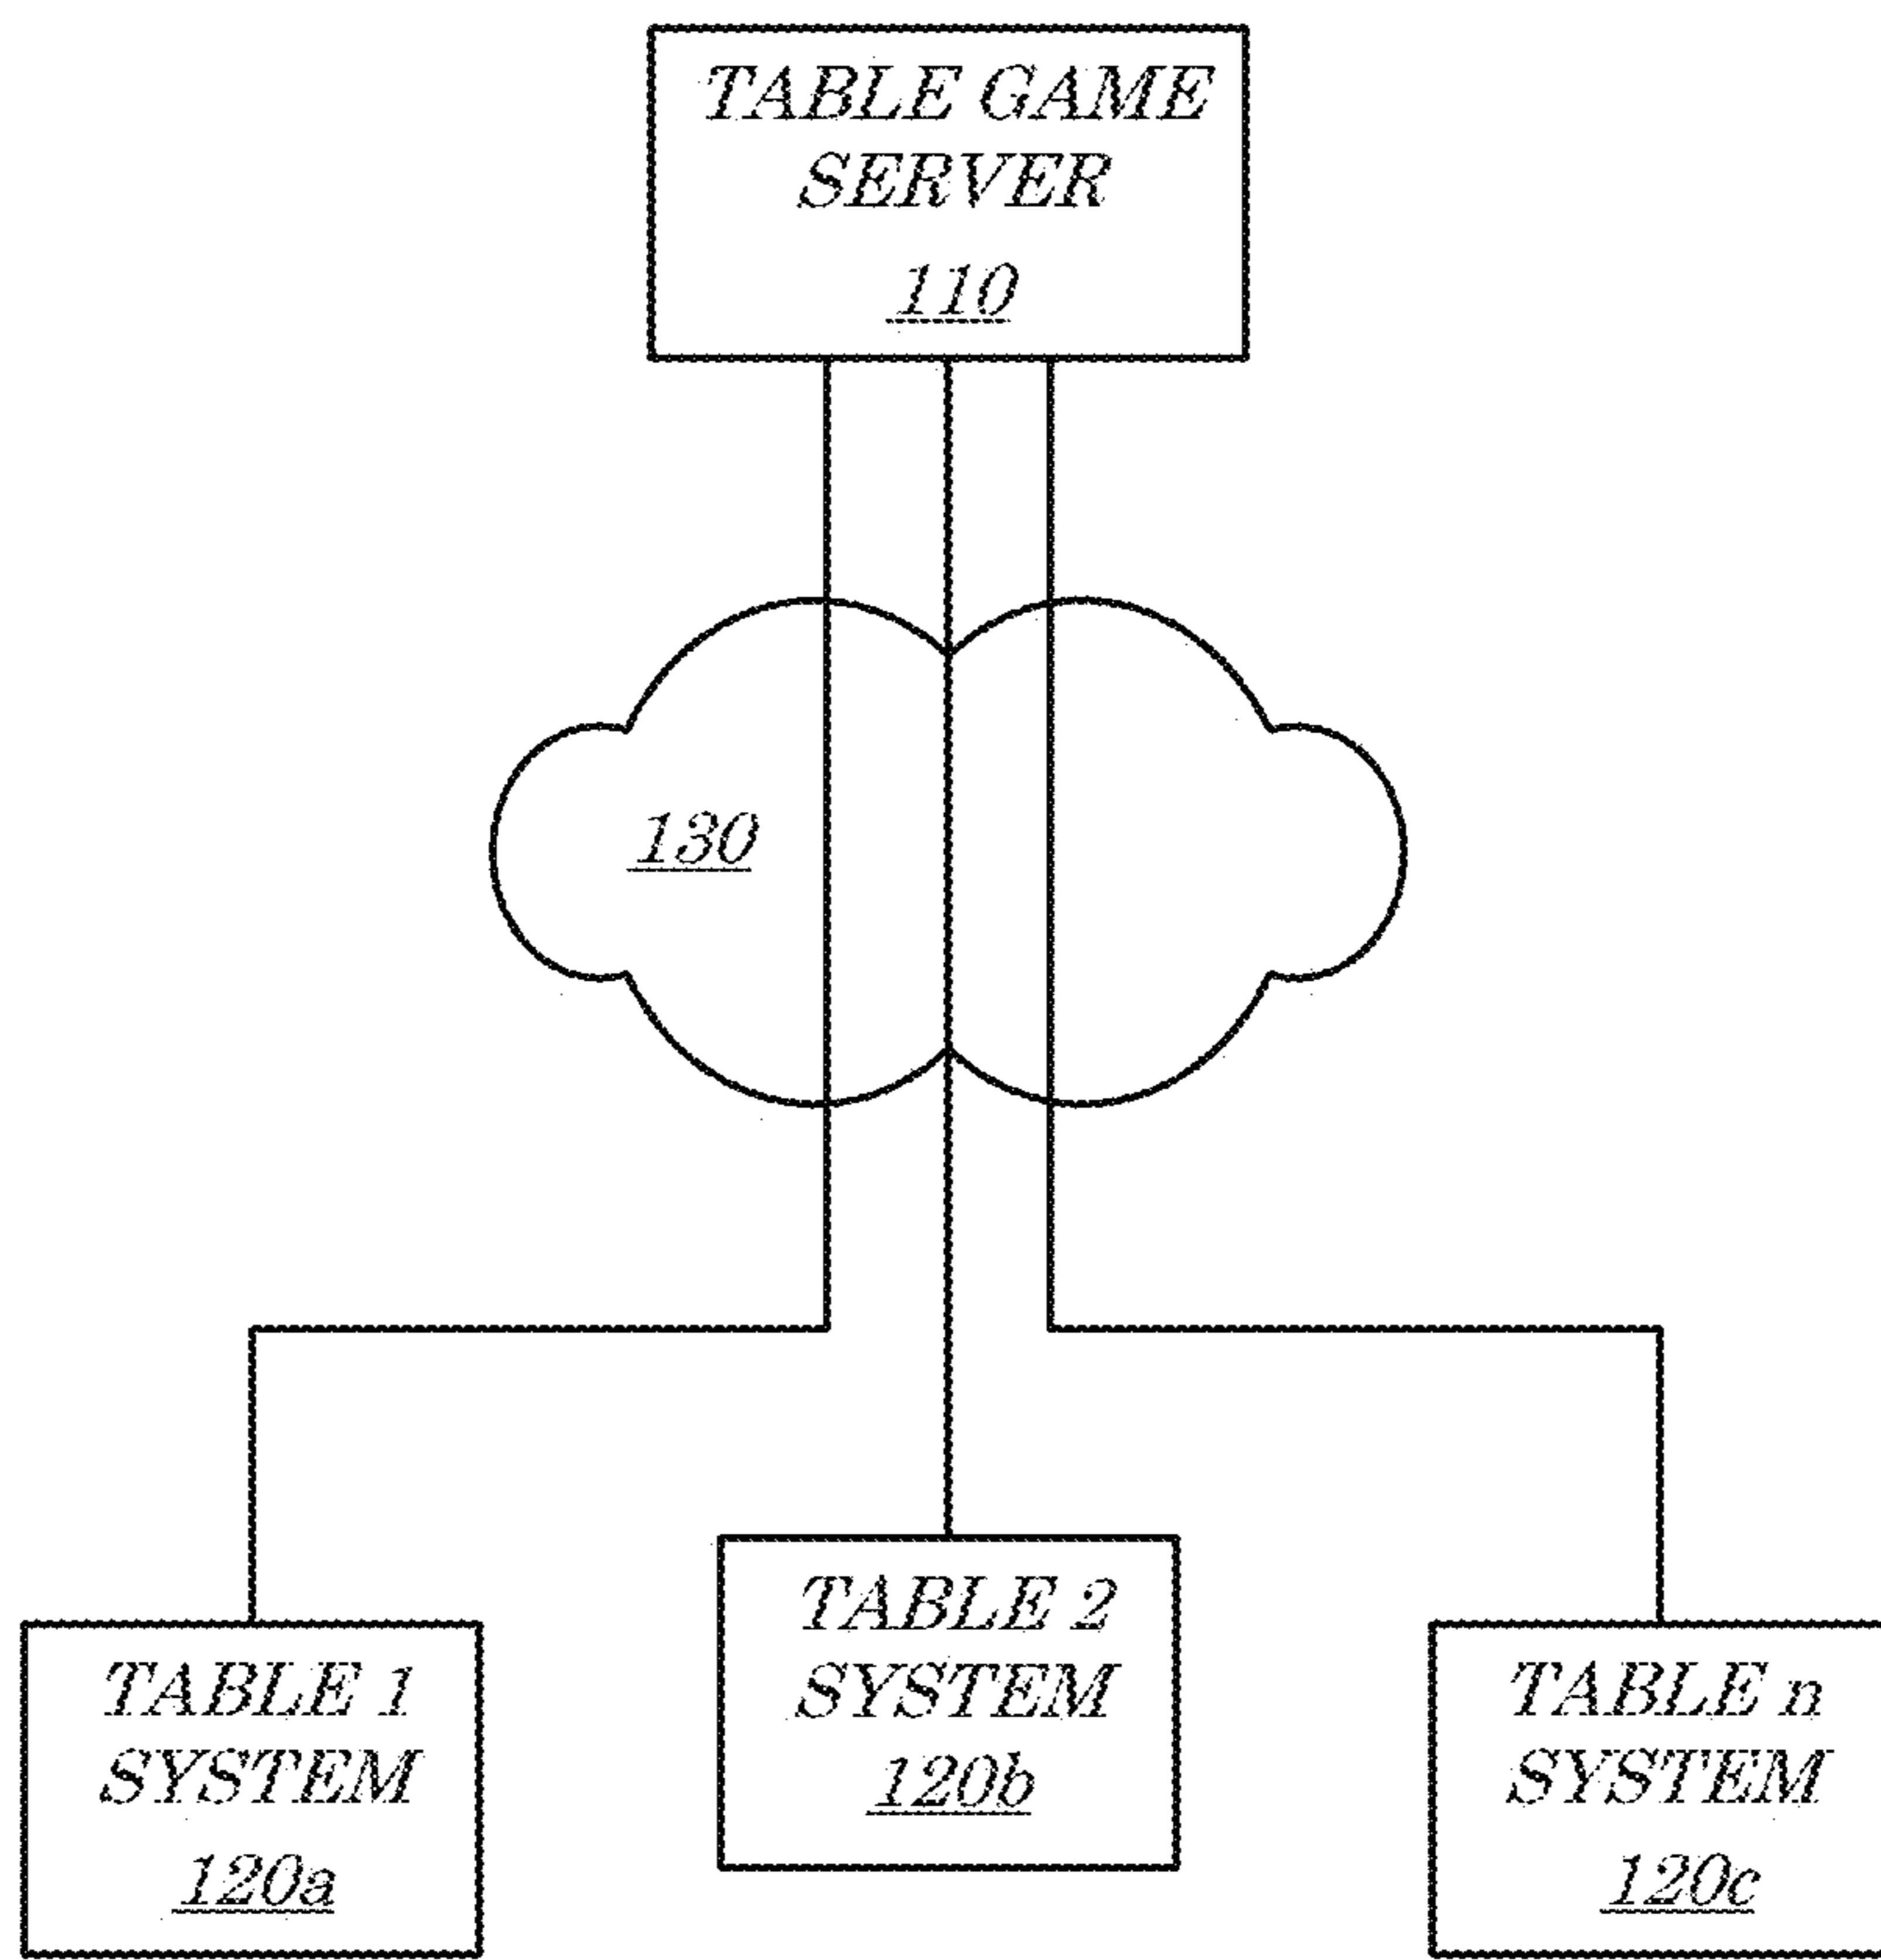 TABLE GAME
SERVER
110
130
TABLE 1
SYSTEM
120a
TABLE 2
SYSTEM
120b
TABLE n
SYSTEM
120c